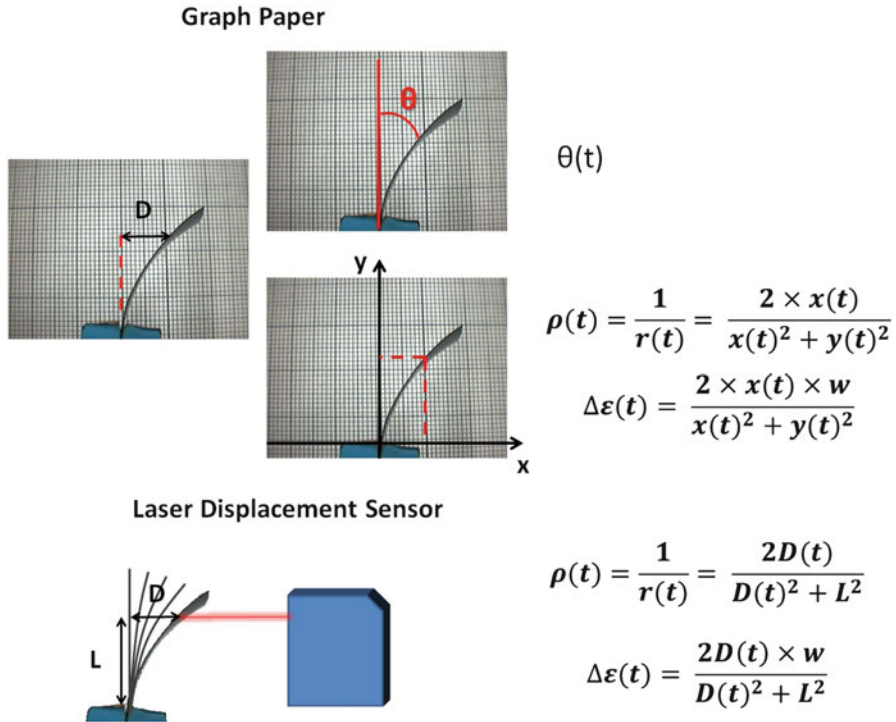 Graph Paper
θ
θ(t)
D
y
ρ(t) = 1/r(t) = 2 × x(t)/x(t)² + y(t)²
Δε(t) = 2 × x(t) × w/x(t)² + y(t)²
x
Laser Displacement Sensor
D
L
ρ(t) = 1/r(t) = 2D(t)/D(t)² + L²
Δε(t) = 2D(t) × w/D(t)² + L²